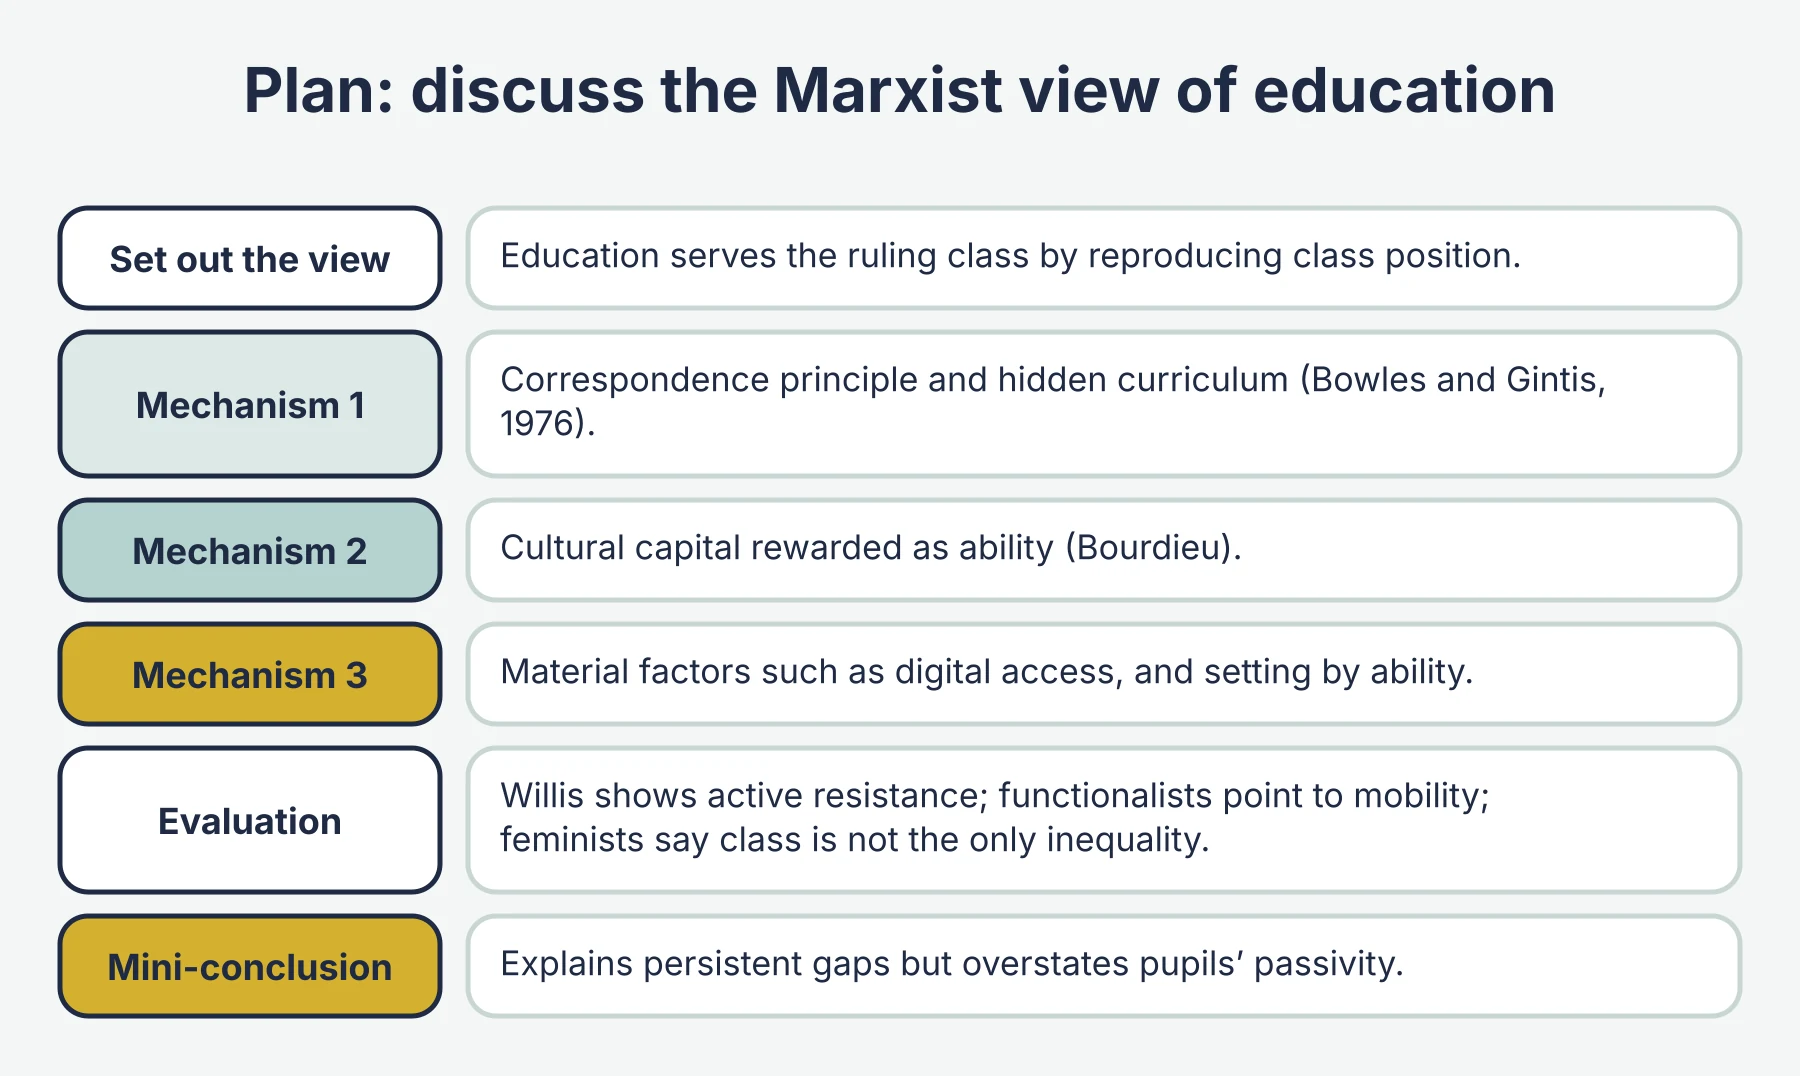 Plan: discuss the Marxist view of education
Set out the view
Education serves the ruling class by reproducing class position.
Mechanism 1
Correspondence principle and hidden curriculum (Bowles and Gintis,
1976).
Mechanism 2
Cultural capital rewarded as ability (Bourdieu).
Mechanism 3
Material factors such as digital access, and setting by ability.
Evaluation
Willis shows active resistance; functionalists point to mobility;
feminists say class is not the only inequality.
Mini-conclusion
Explains persistent gaps but overstates pupils’ passivity.